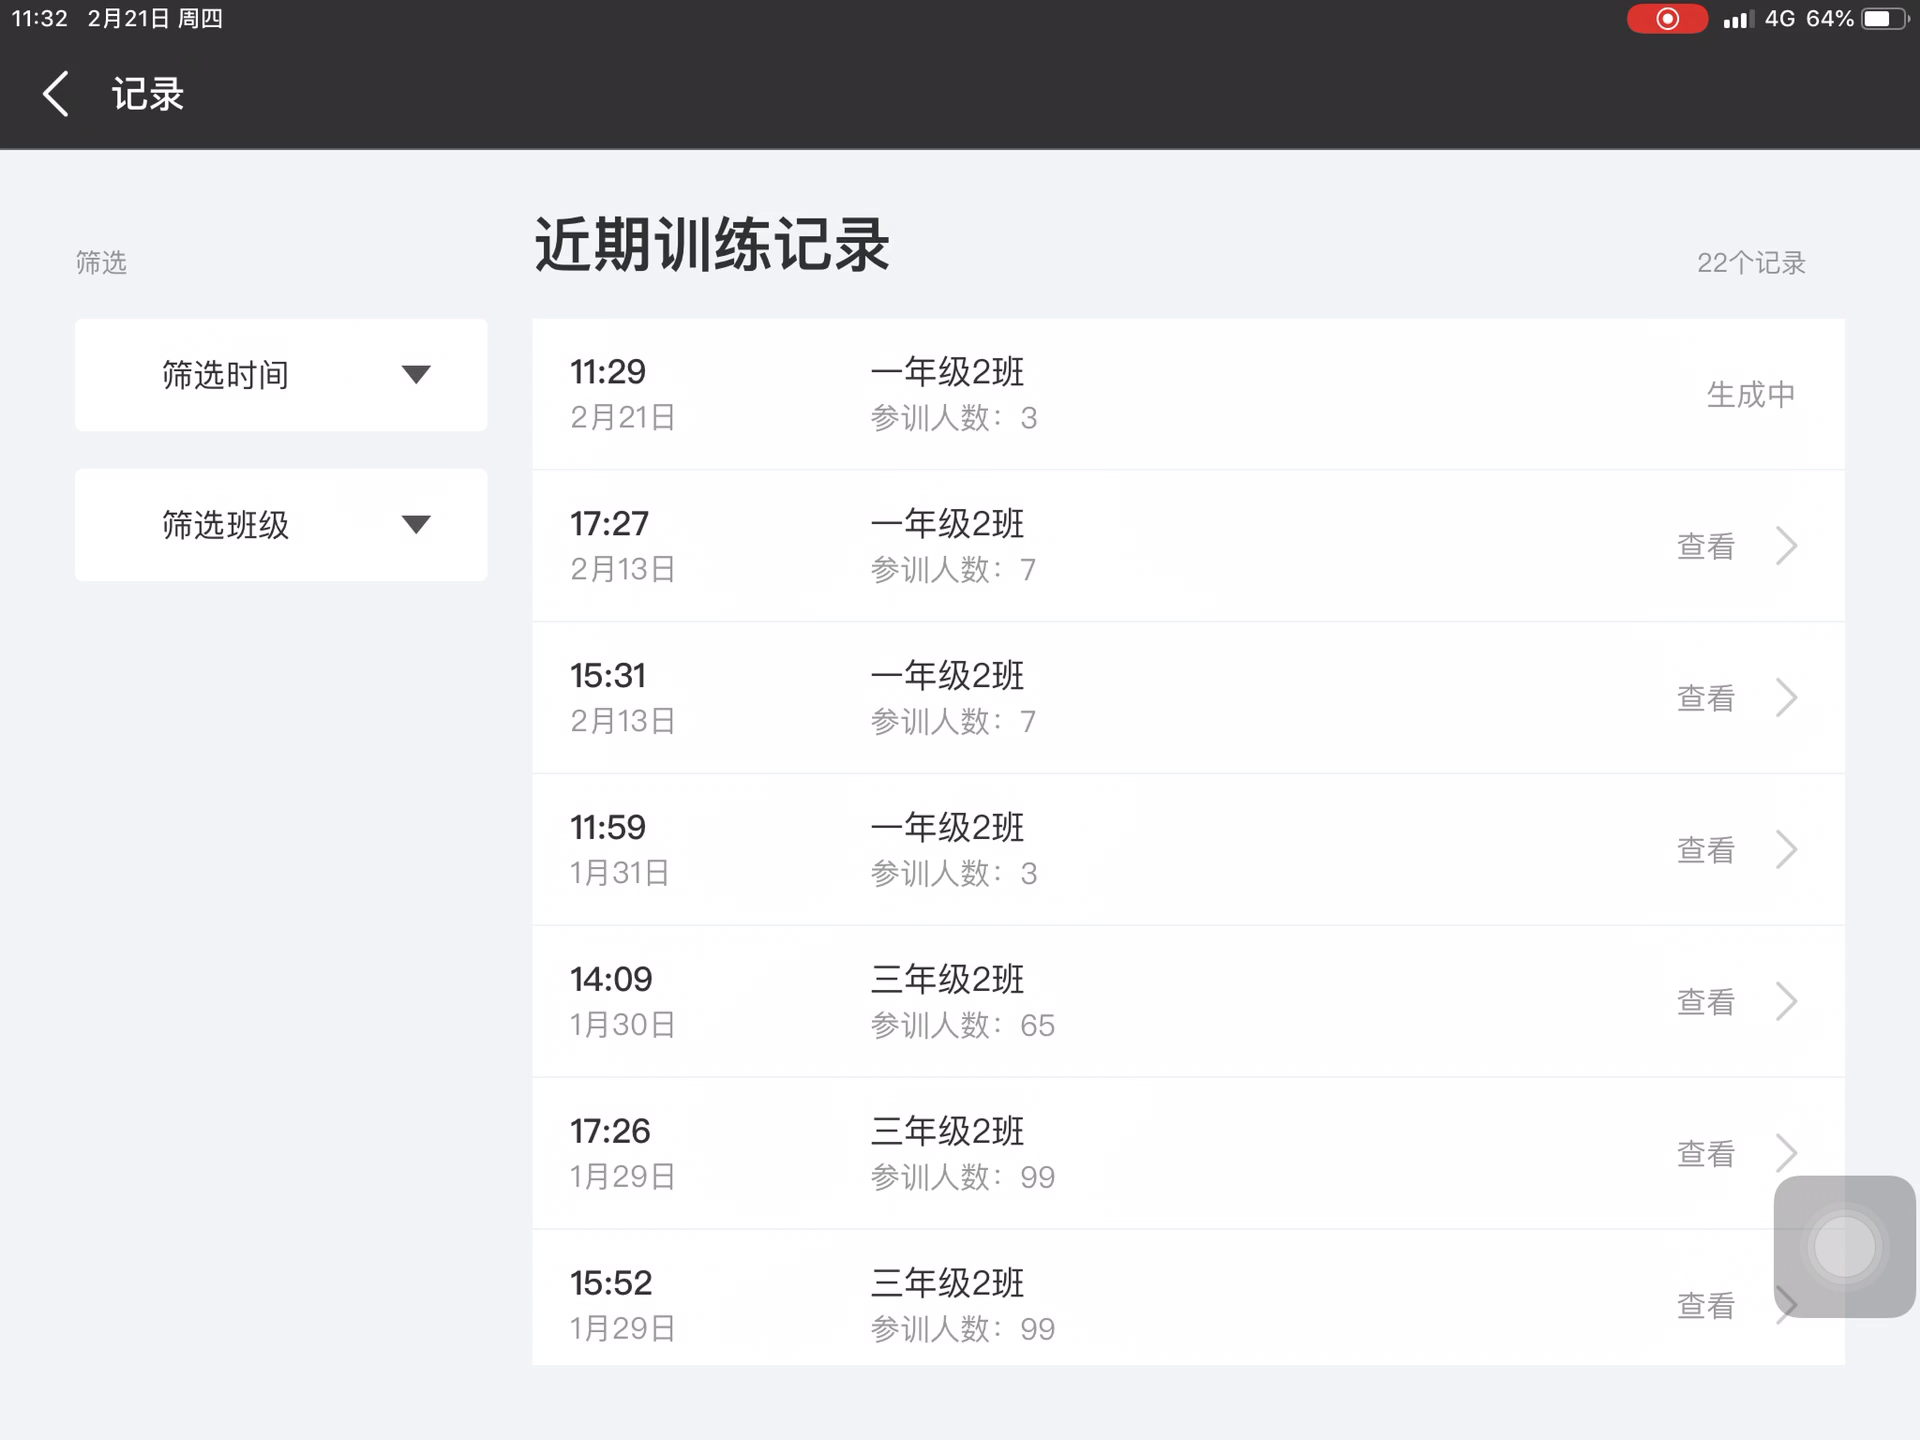 11:32 2月21日 周四
4G 64%
记录
筛选
近期训练记录
22个记录
筛选时间
筛选班级
11:29
2月21日
一年级2班
参训人数：3
生成中
17:27
2月13日
一年级2班
参训人数：7
查看
15:31
2月13日
一年级2班
参训人数：7
查看
11:59
1月31日
一年级2班
参训人数：3
查看
14:09
1月30日
三年级2班
参训人数：65
查看
17:26
1月29日
三年级2班
参训人数：99
查看
15:52
1月29日
三年级2班
参训人数：99
查看